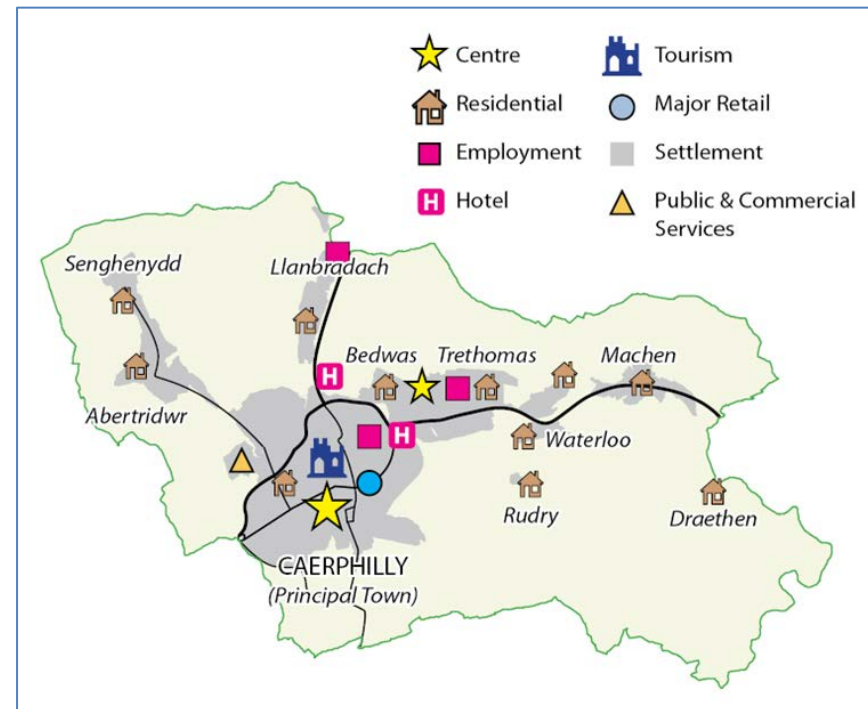 Centre
Tourism
Residential
Major Retail
Employment
Settlement
H
Hotel
Public & Commercial
Services
Senghenydd
Llanbradach
Bedwas
Trethomas
Machen
H
Abertridwr
H
Waterloo
Rudry
Draethen
CAERPHILLY
(Principal Town)